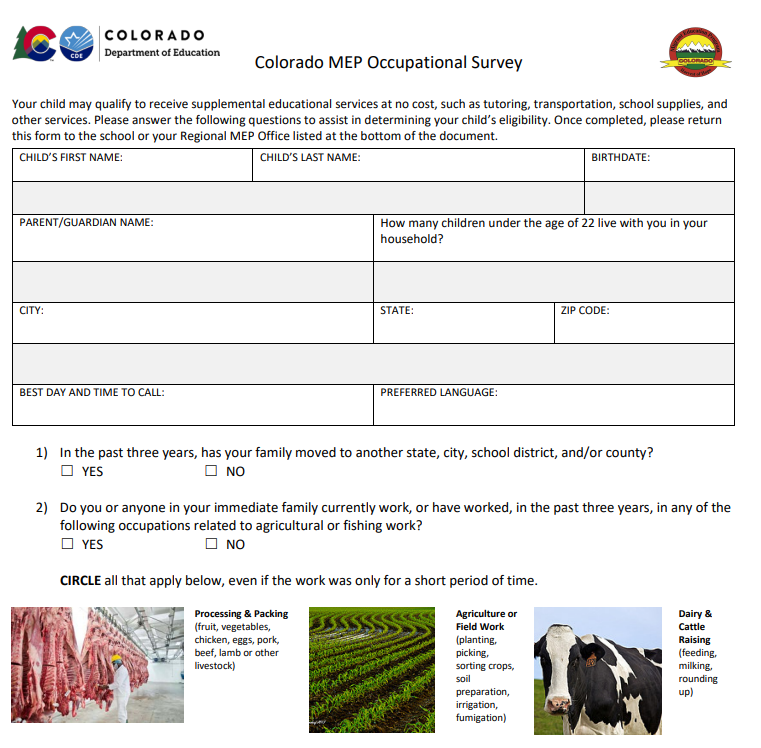 COLORADO
Department of Education
CDE
Colorado MEP Occupational Survey
COLORADO
Your child may qualify to receive supplemental educational services at no cost, such as tutoring, transportation, school supplies, and
other services. Please answer the following questions to assist in determining your child's eligibility. Once completed, please return
this form to the school or your Regional MEP Office listed at the bottom of the document.
CHILD'S FIRST NAME:
CHILD'S LAST NAME:
BIRTHDATE:
PARENT/GUARDIAN NAME:
How many children under the age of 22 live with you in your
household?
CITY:
STATE:
ZIP CODE:
BEST DAY AND TIME TO CALL:
PREFERRED LANGUAGE:
1) In the past three years, has your family moved to another state, city, school district, and/or county?
☐ YES ☐ NO
2) Do you or anyone in your immediate family currently work, or have worked, in the past three years, in any of the
following occupations related to agricultural or fishing work?
☐ YES ☐ NO
CIRCLE all that apply below, even if the work was only for a short period of time.
Processing & Packing
(fruit, vegetables,
chicken, eggs, pork,
beef, lamb or other
livestock)
Agriculture or
Field Work
(planting,
picking,
sorting crops,
soil
preparation,
irrigation,
fumigation)
Dairy &
Cattle
Raising
(feeding,
milking,
rounding
up)